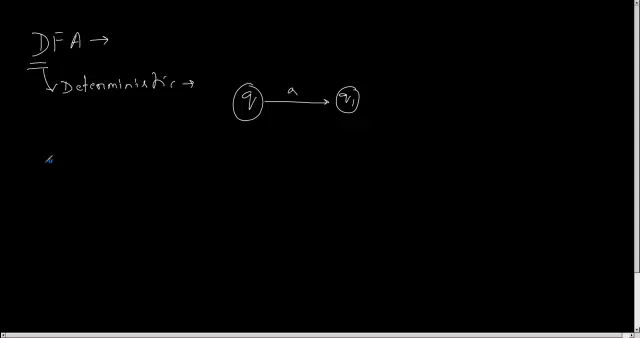 DFA →
Deterministic →
q a q1